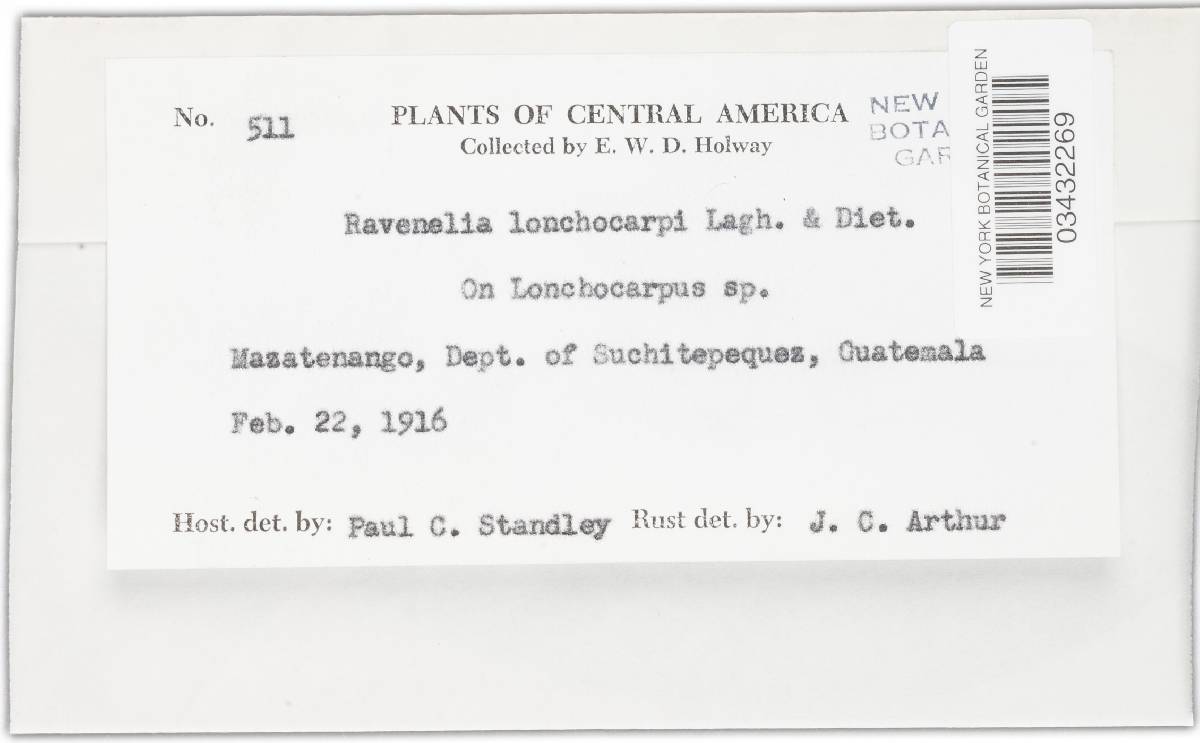 No. 511
PLANTS OF CENTRAL AMERICA
Collected by E. W. D. Holway
NEW
BOTA
GAR
NEW YORK BOTANICAL GARDEN
03432269
Ravenelia lonchocarpi Lagh. & Diet.
On Lonchocarpus sp.
Mazatenango, Dept. of Suchitepequez, Guatemala
Feb. 22, 1916
Host. det. by: Paul C. Standley Rust det. by: J. C. Arthur